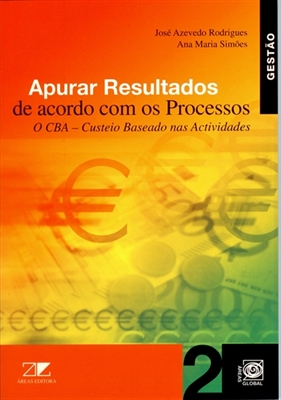 José Azevedo Rodrigues
Ana Maria Simões
GESTÃO
Apurar Resultados
de acordo com os Processos
O CBA – Custeio Baseado nas Actividades
ÁREAS EDITORA
2
ÁREAS
GLOBAL